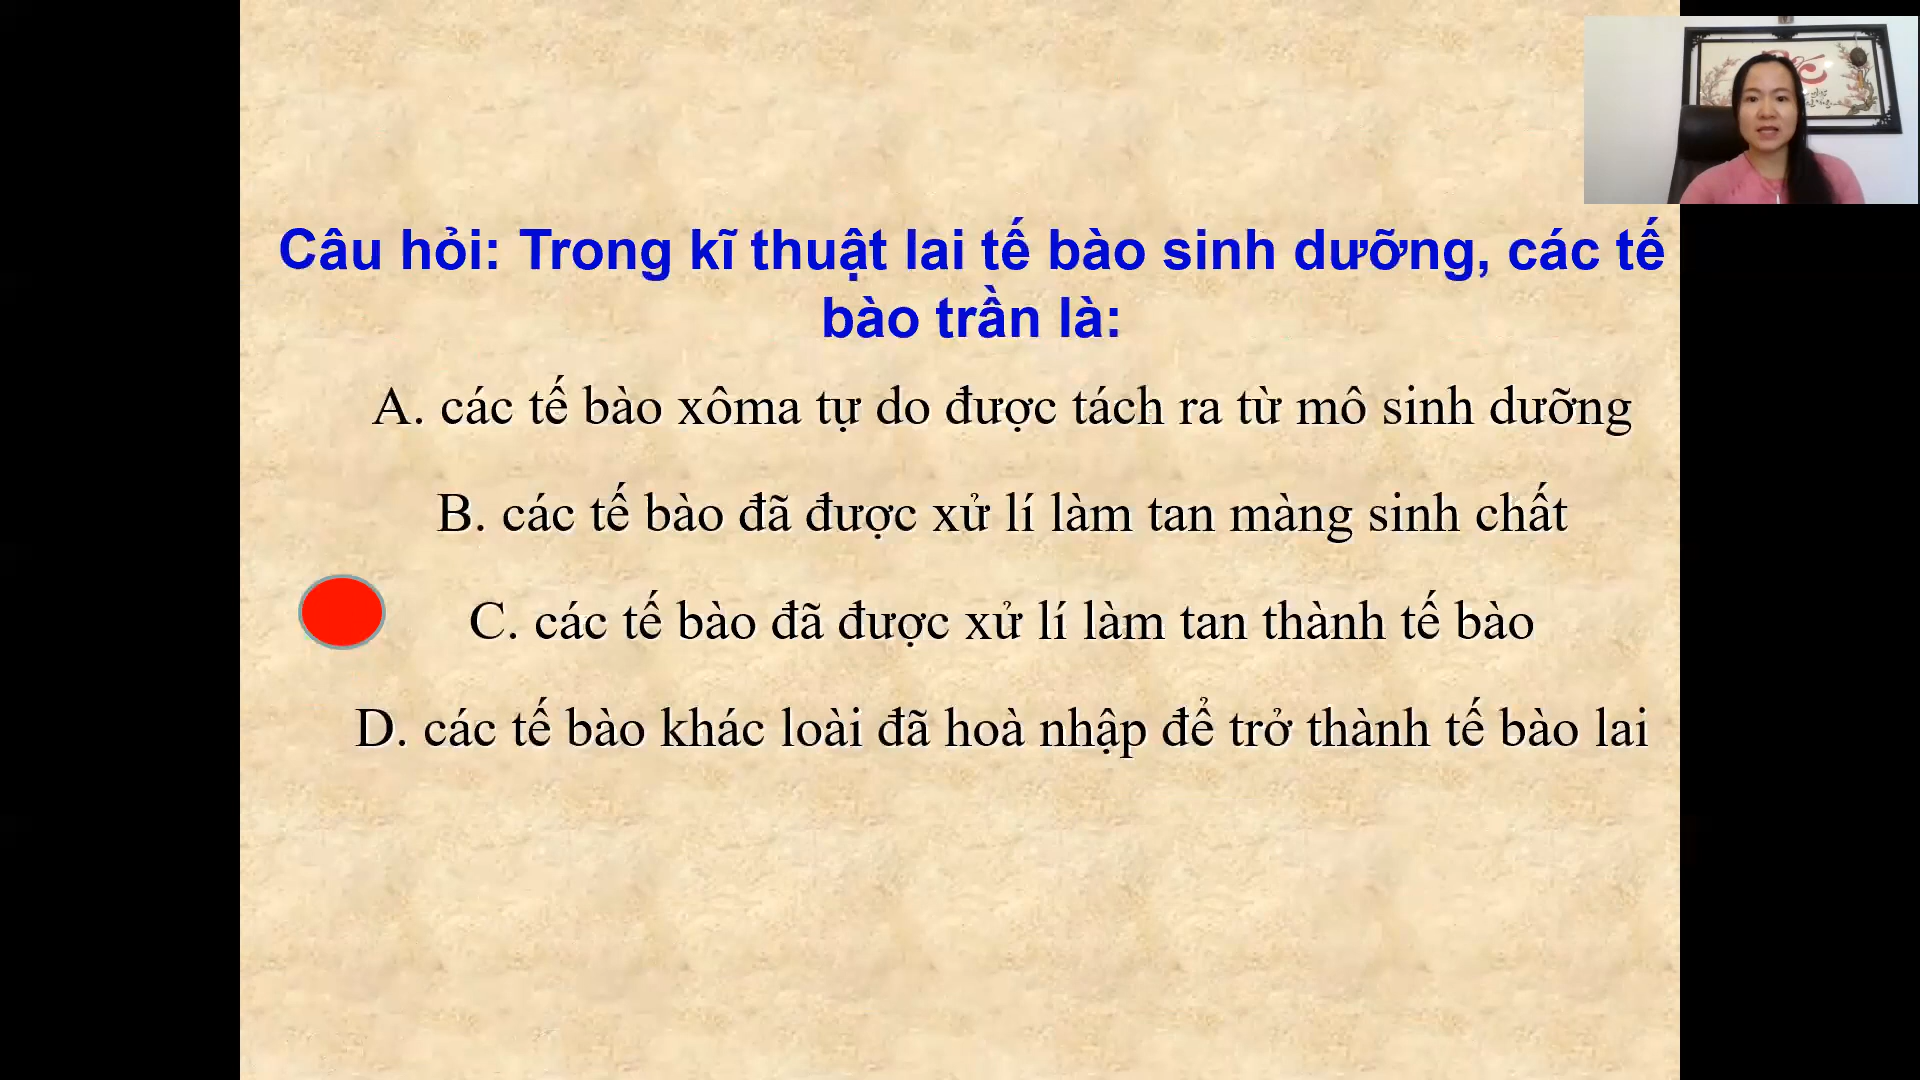 Câu hỏi: Trong kĩ thuật lai tế bào sinh dưỡng, các tế
bào trần là:
A. các tế bào xôma tự do được tách ra từ mô sinh dưỡng
B. các tế bào đã được xử lí làm tan màng sinh chất
C. các tế bào đã được xử lí làm tan thành tế bào
D. các tế bào khác loài đã hoà nhập để trở thành tế bào lai